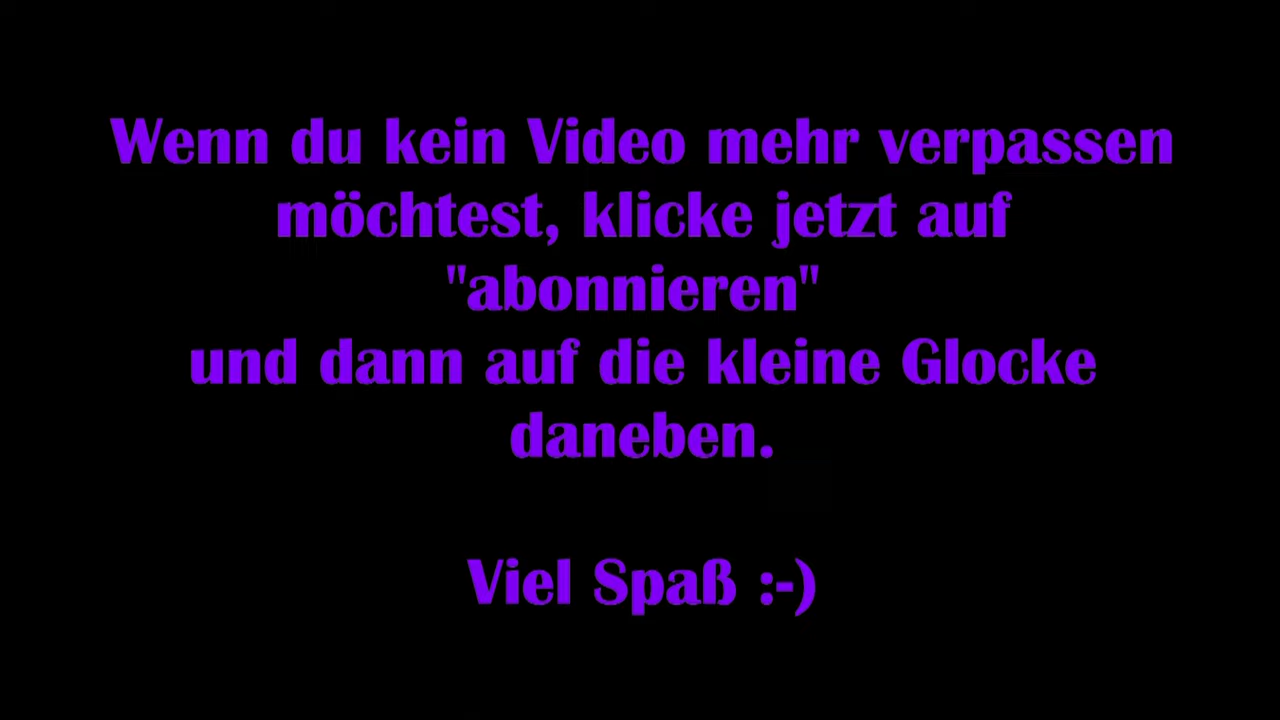 Wenn du kein Video mehr verpassen
möchtest, klicke jetzt auf
"abonnieren"
und dann auf die kleine Glocke
daneben.
Viel Spaß :-)